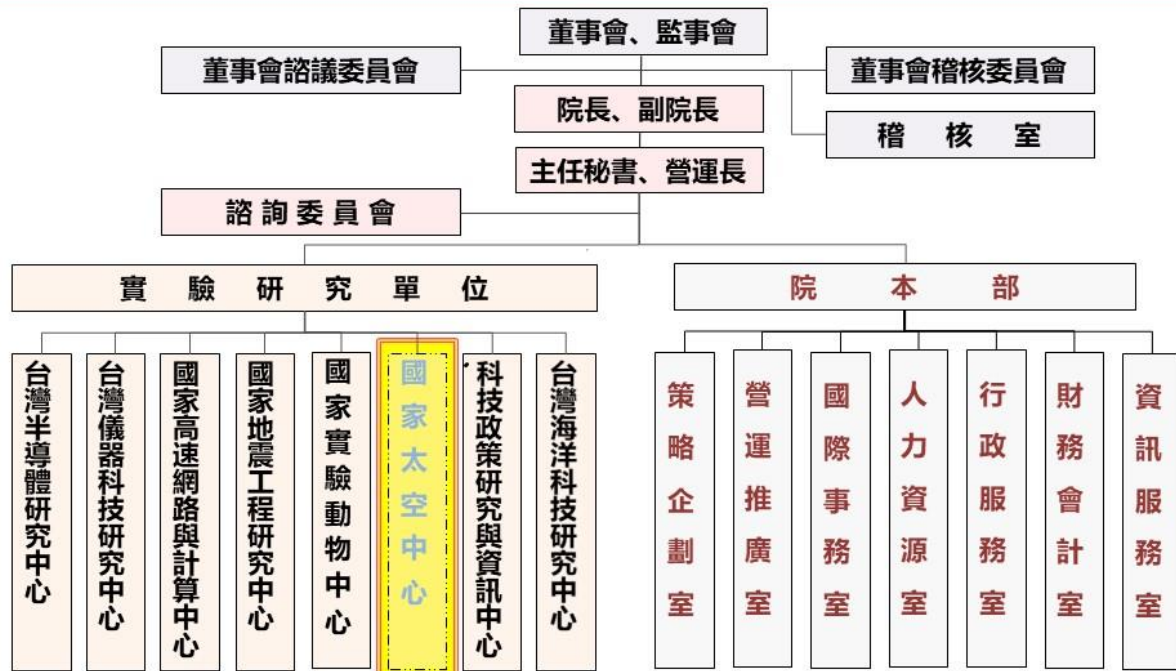 董事會、監事會
董事會諮議委員會
董事會稽核委員會
院長、副院長
稽核室
主任秘書、營運長
諮詢委員會
實驗研究單位
院本部
台灣半導體研究中心
台灣儀器科技研究中心
國家高速網路與計算中心
國家地震工程研究中心
國家實驗動物中心
國家太空中心
科技政策研究與資訊中心
台灣海洋科技研究中心
策略企劃室
營運推廣室
國際事務室
人力資源室
行政服務室
財務會計室
資訊服務室